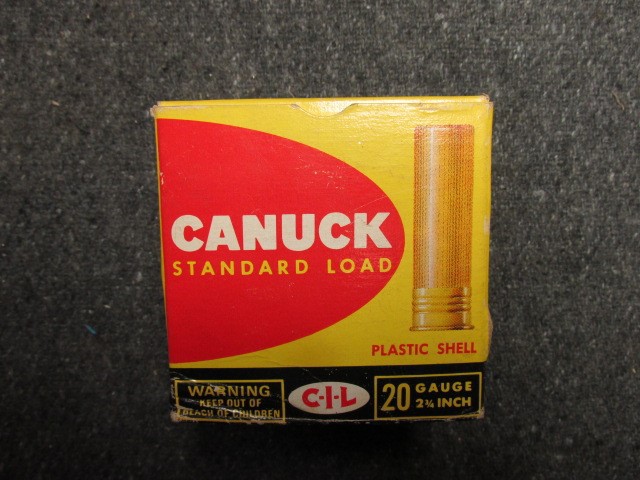 CANUCK
STANDARD LOAD
PLASTIC SHELL
WARNING
KEEP OUT OF
REACH OF CHILDREN
C-I-L
20 GAUGE
2¾ INCH